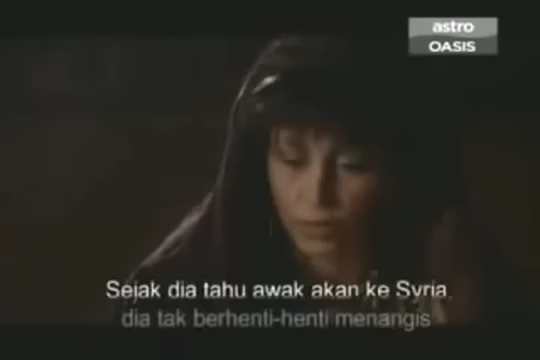 astro
OASIS
Sejak dia tahu awak akan ke Syria,
dia tak berhenti-henti menangis